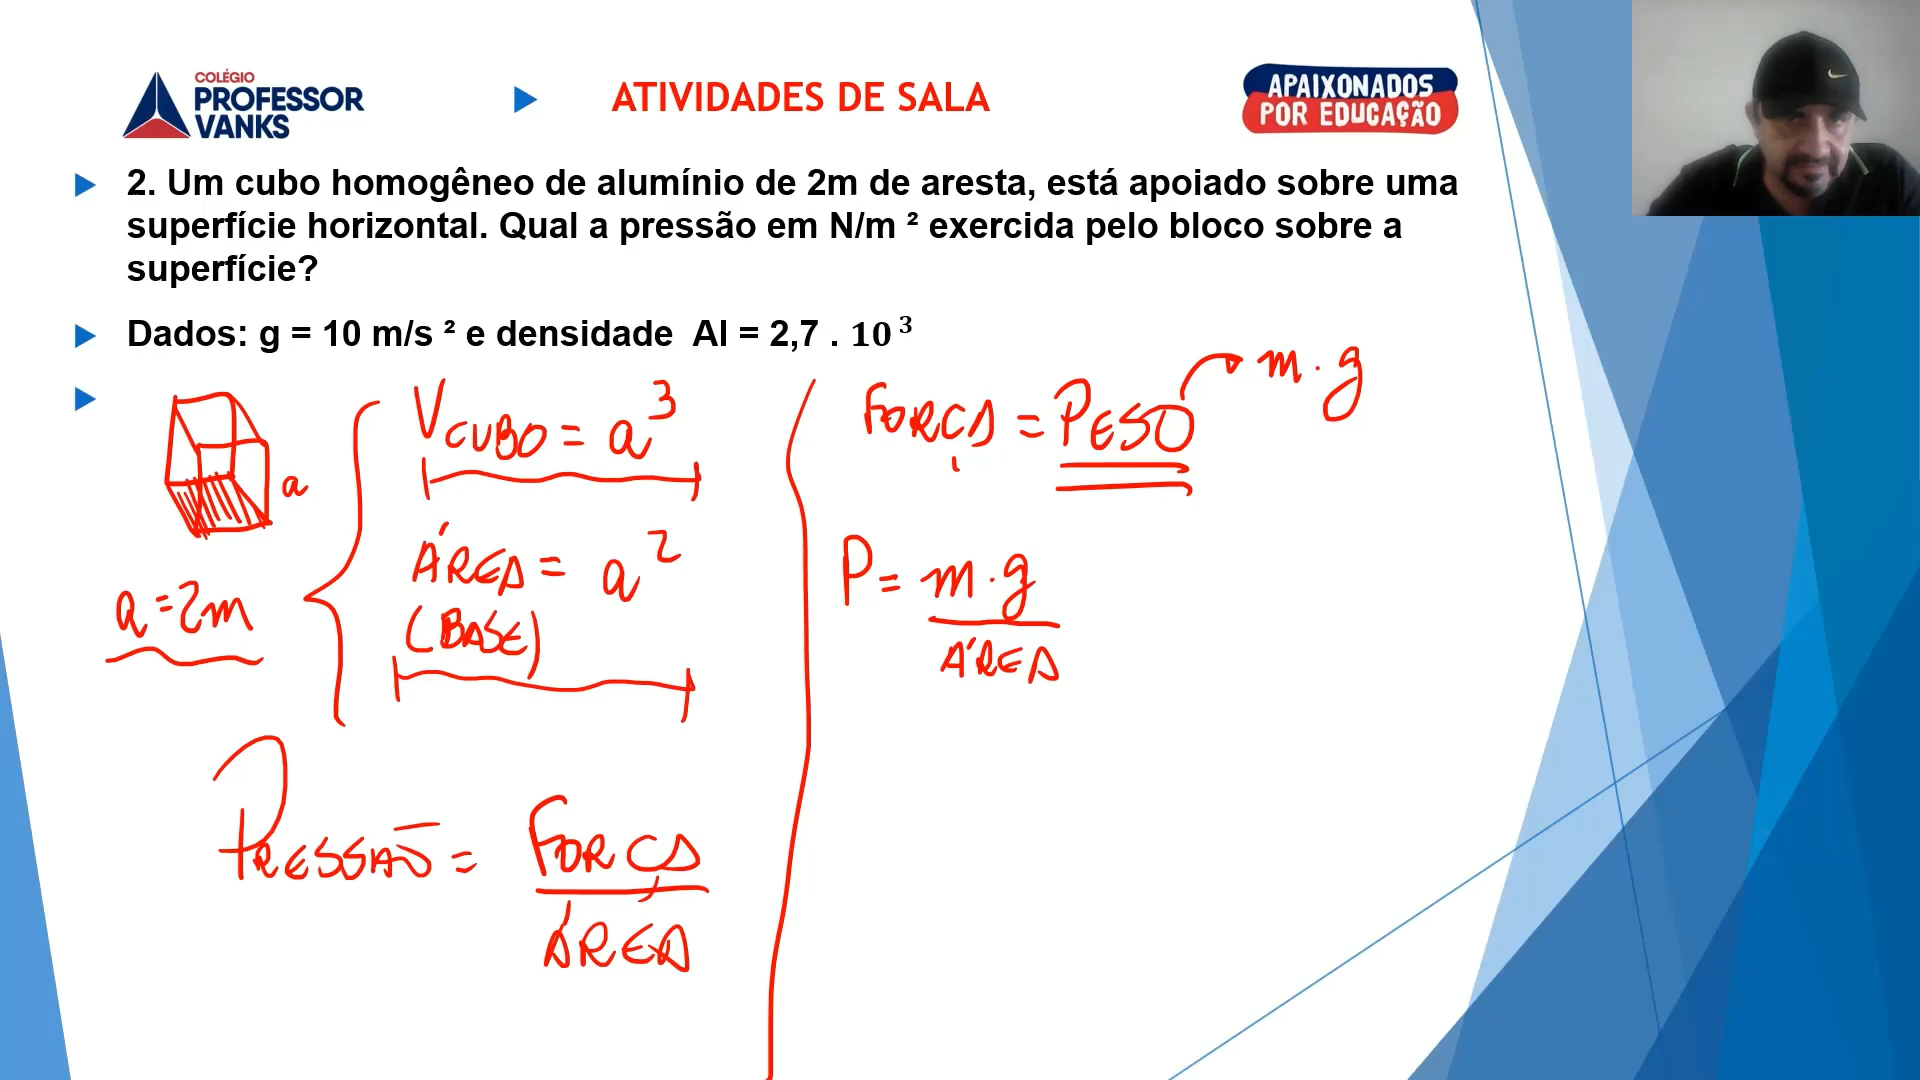 COLÉGIO
PROFESSOR
VANKS
ATIVIDADES DE SALA
APAIXONADOS
POR EDUCAÇÃO
2. Um cubo homogêneo de alumínio de 2m de aresta, está apoiado sobre uma
superfície horizontal. Qual a pressão em N/m ² exercida pelo bloco sobre a
superfície?
Dados: g = 10 m/s ² e densidade Al = 2,7 . 10 ³
a
a = 2m
VCUBO = a³
ÁREA = a²
(BASE)
PRESSÃO = FORÇA
ÁREA
FORÇA = PESO
m . g
P = m . g
ÁREA